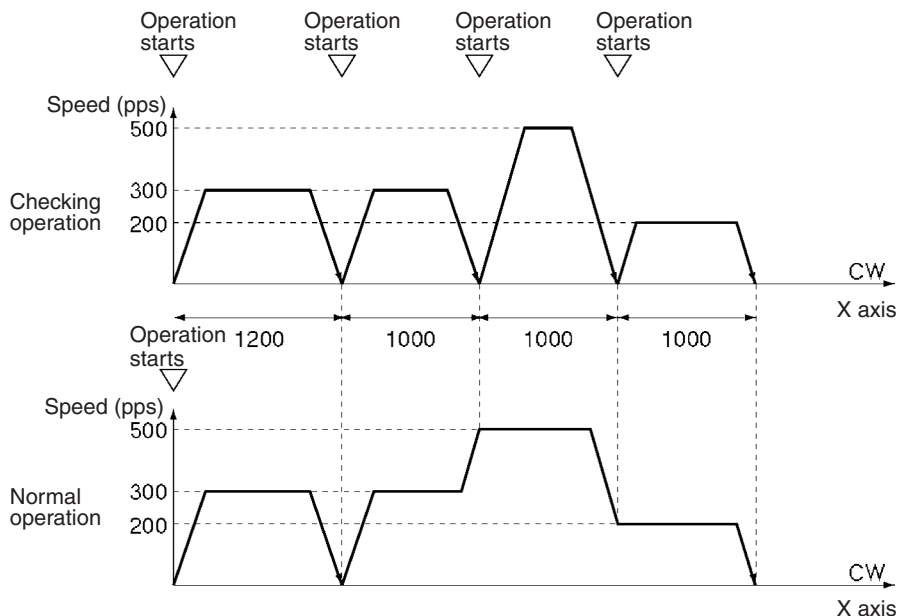 Operation
starts
Operation
starts
Operation
starts
Operation
starts
Speed (pps)
500
300
200
Checking
operation
CW
X axis
1200
1000
1000
1000
Operation
starts
Speed (pps)
500
300
200
Normal
operation
CW
X axis